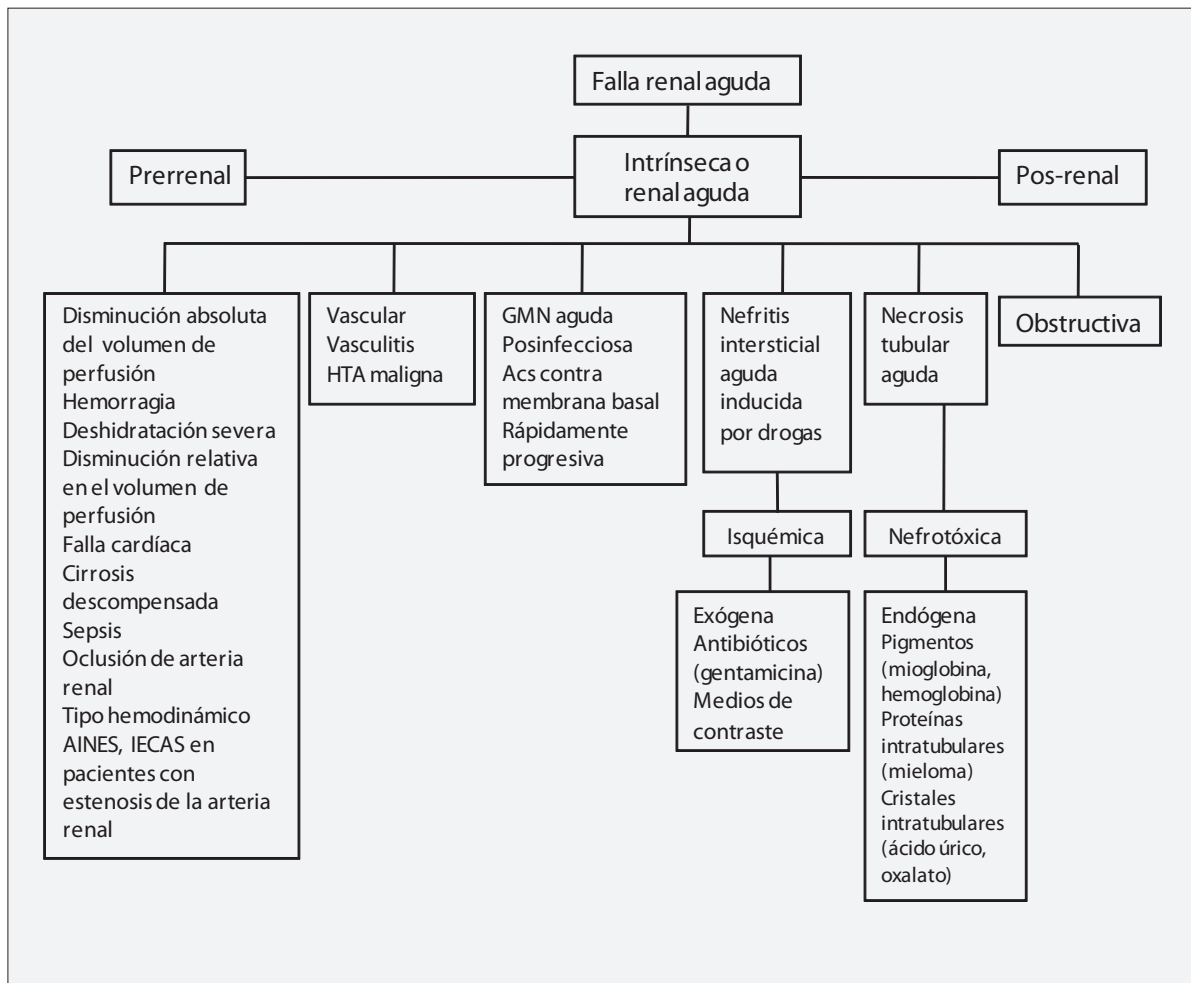 Falla renal aguda
Prerrenal
Intrínseca o
renal aguda
Pos-renal
Disminución absoluta
del volumen de
perfusión
Hemorragia
Deshidratación severa
Disminución relativa
en el volumen de
perfusión
Falla cardíaca
Cirrosis
descompensada
Sepsis
Oclusión de arteria
renal
Tipo hemodinámico
AINES, IECAS en
pacientes con
estenosis de la arteria
renal
Vascular
Vasculitis
HTA maligna
GMN aguda
Posinfecciosa
Acs contra
membrana basal
Rápidamente
progresiva
Nefritis
intersticial
aguda
inducida
por drogas
Necrosis
tubular
aguda
Obstructiva
Isquémica
Nefrotóxica
Exógena
Antibióticos
(gentamicina)
Medios de
contraste
Endógena
Pigmentos
(mioglobina,
hemoglobina)
Proteínas
intratubulares
(mieloma)
Cristales
intratubulares
(ácido úrico,
oxalato)